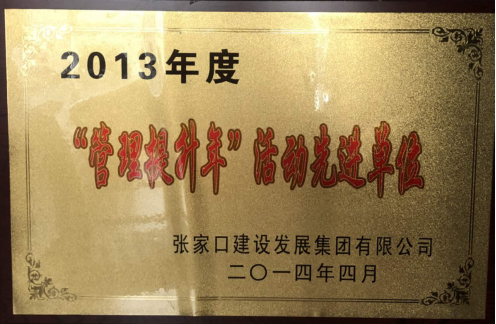 2013年度
“管理提升年”活动先进单位
张家口建设发展集团有限公司
二〇一四年四月